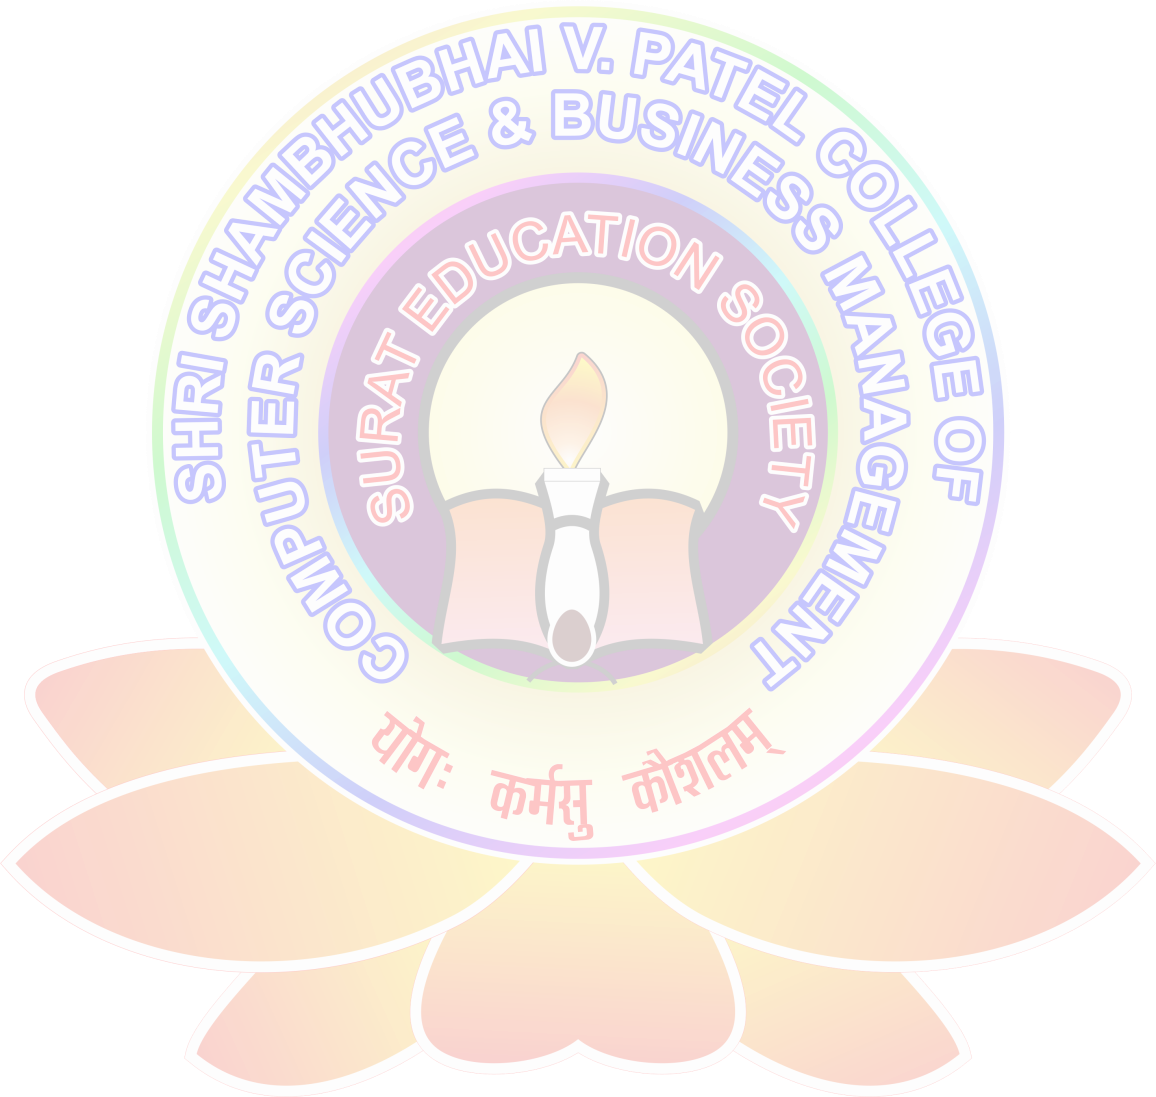 SHRI SHAMBHUBHAI V. PATEL COLLEGE OF
COMPUTER SCIENCE & BUSINESS MANAGEMENT
SURAT EDUCATION SOCIETY
योगः कर्मसु कौशलम्